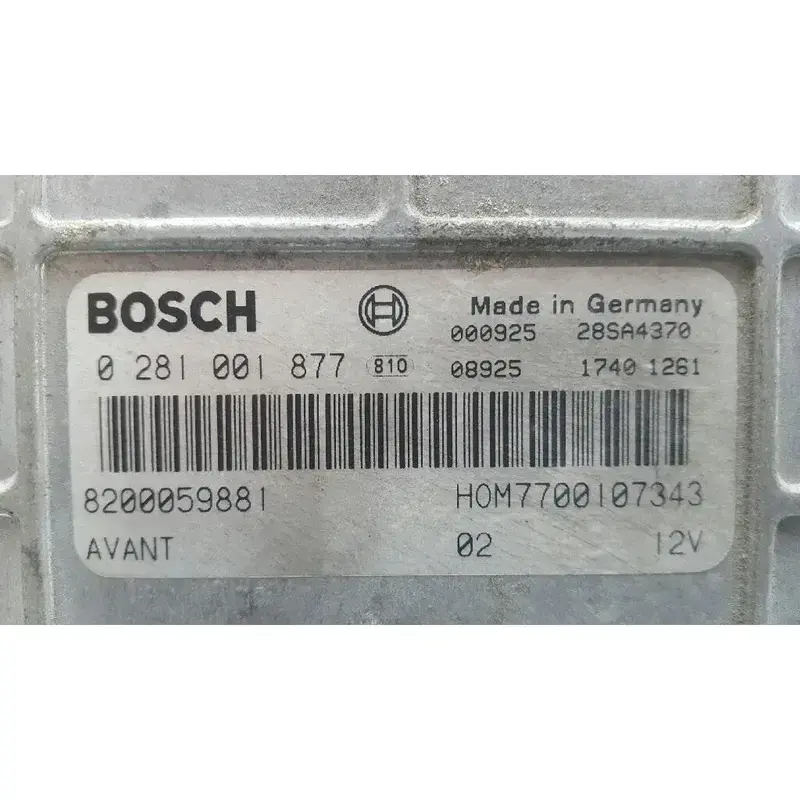 BOSCH Made in Germany
000925 28SA4370
0 281 001 877 810 08925 1740 1261
8200059881 HOM7700107343
AVANT 02 12V